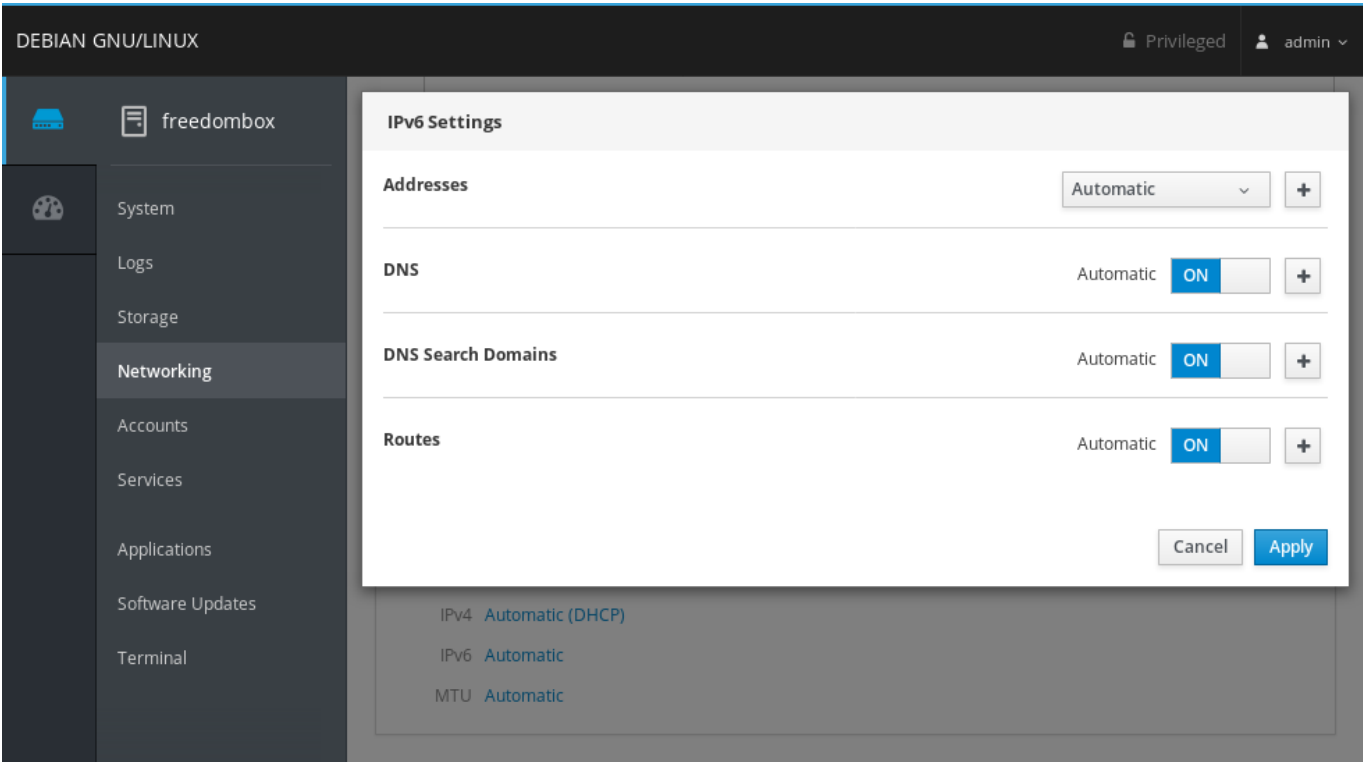 DEBIAN GNU/LINUX
Privileged
admin
freedombox
System
Logs
Storage
Networking
Accounts
Services
Applications
Software Updates
Terminal
IPv6 Settings
Addresses
Automatic
DNS
Automatic ON
DNS Search Domains
Automatic ON
Routes
Automatic ON
Cancel Apply
IPv4 Automatic (DHCP)
IPv6 Automatic
MTU Automatic